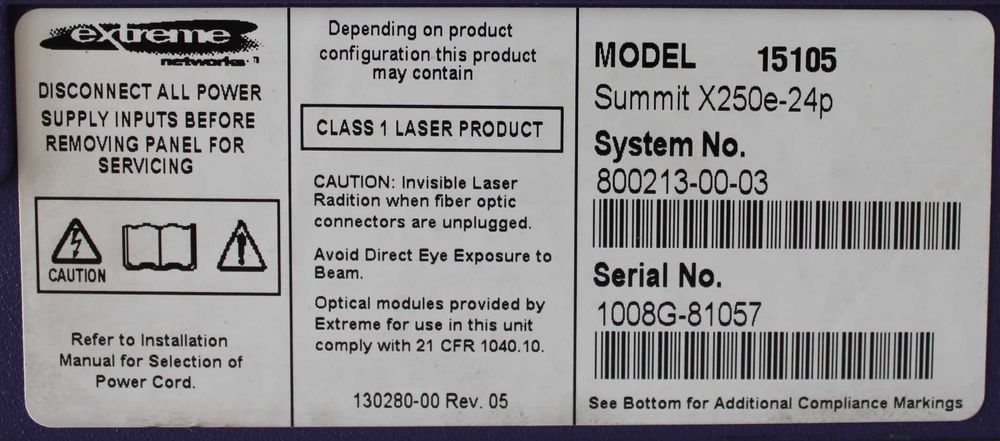 extreme
networks™
DISCONNECT ALL POWER
SUPPLY INPUTS BEFORE
REMOVING PANEL FOR
SERVICING
CAUTION
Refer to Installation
Manual for Selection of
Power Cord.
Depending on product
configuration this product
may contain
CLASS 1 LASER PRODUCT
CAUTION: Invisible Laser
Radition when fiber optic
connectors are unplugged.
Avoid Direct Eye Exposure to
Beam.
Optical modules provided by
Extreme for use in this unit
comply with 21 CFR 1040.10.
130280-00 Rev. 05
MODEL 15105
Summit X250e-24p
System No.
800213-00-03
Serial No.
1008G-81057
See Bottom for Additional Compliance Markings